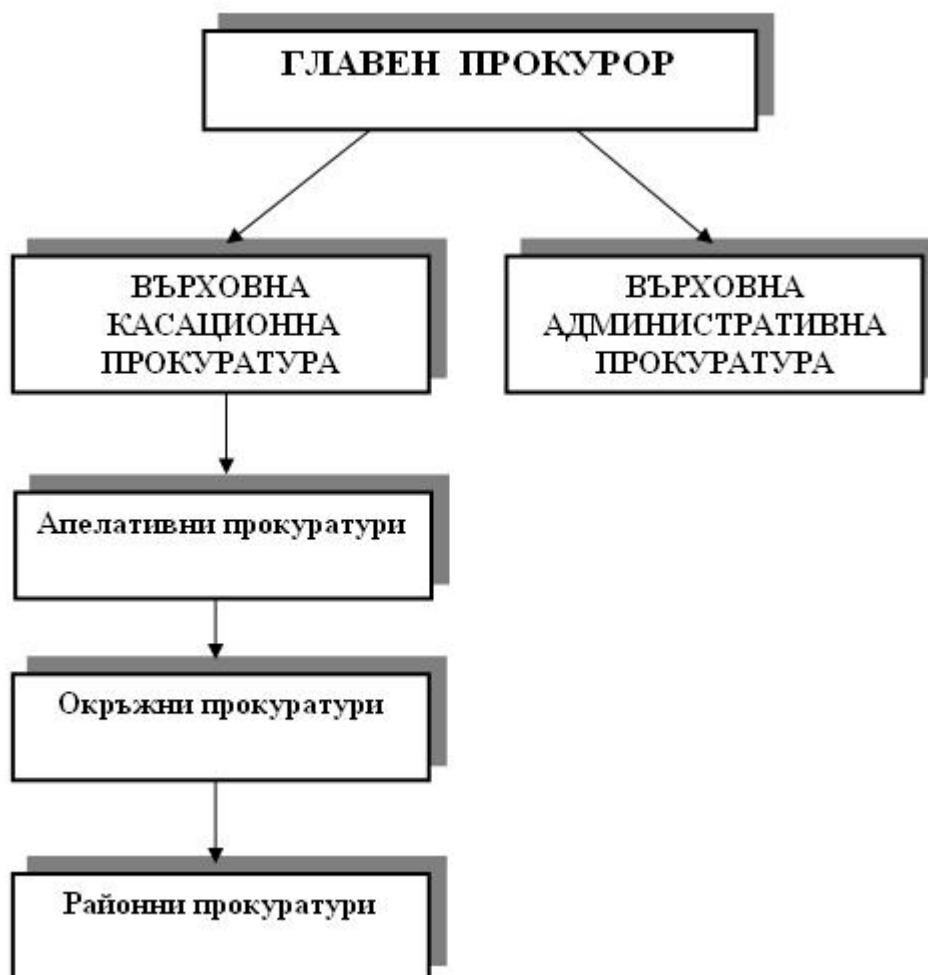 ГЛАВЕН ПРОКУРОР
ВЪРХОВНА
КАСАЦИОННА
ПРОКУРАТУРА
ВЪРХОВНА
АДМИНИСТРАТИВНА
ПРОКУРАТУРА
Апелативни прокуратури
Окръжни прокуратури
Районни прокуратури